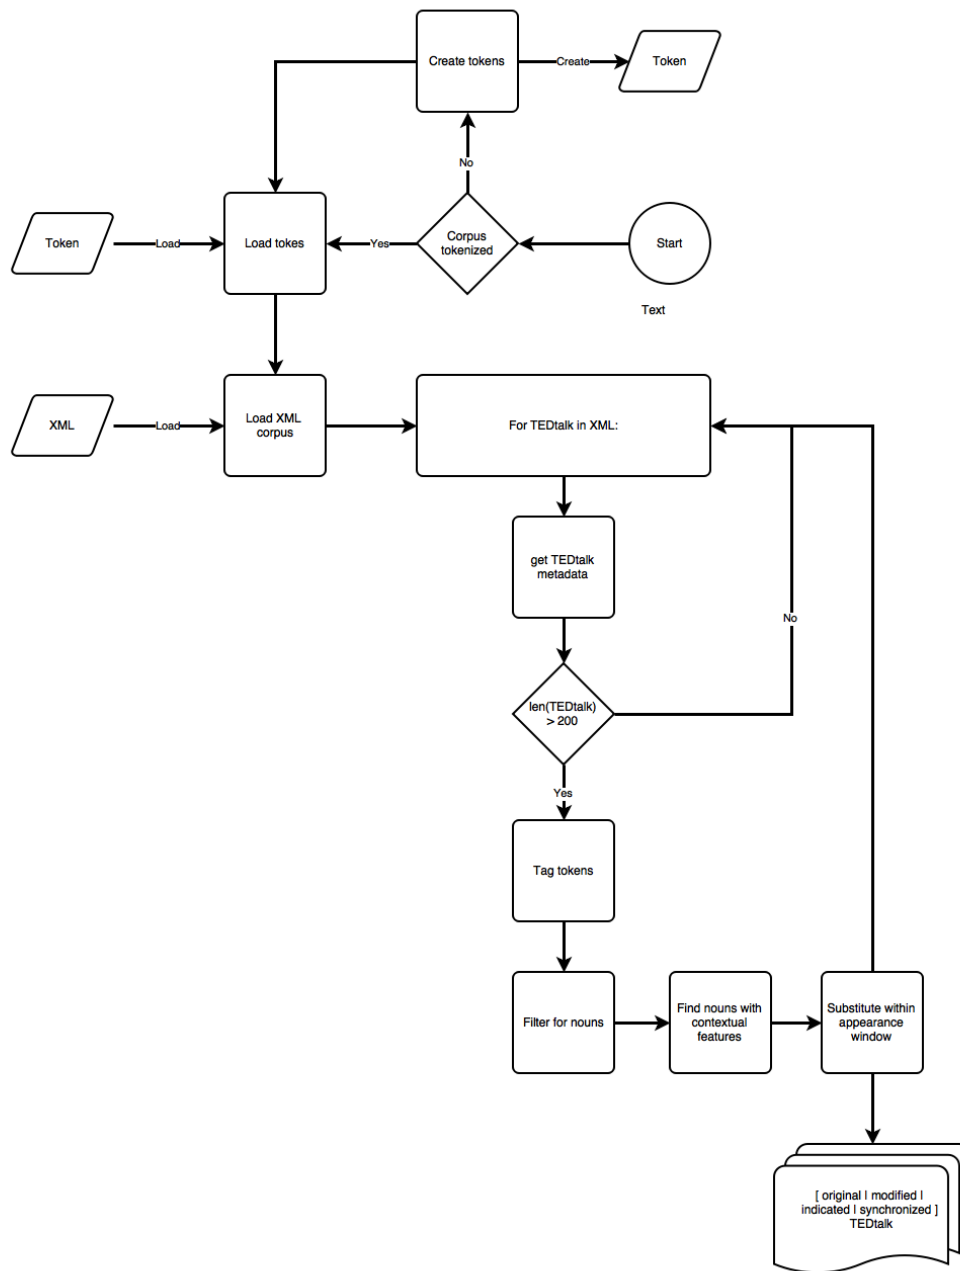 Create tokens
Create
Token
No
Token
Load
Load tokes
Yes
Corpus
tokenized
Start
Text
XML
Load
Load XML
corpus
For TEDtalk in XML:
get TEDtalk
metadata
No
len(TEDtalk)
> 200
Yes
Tag tokens
Filter for nouns
Find nouns with
contextual
features
Substitute within
appearance
window
[ original | modified |
indicated | synchronized ]
TEDtalk